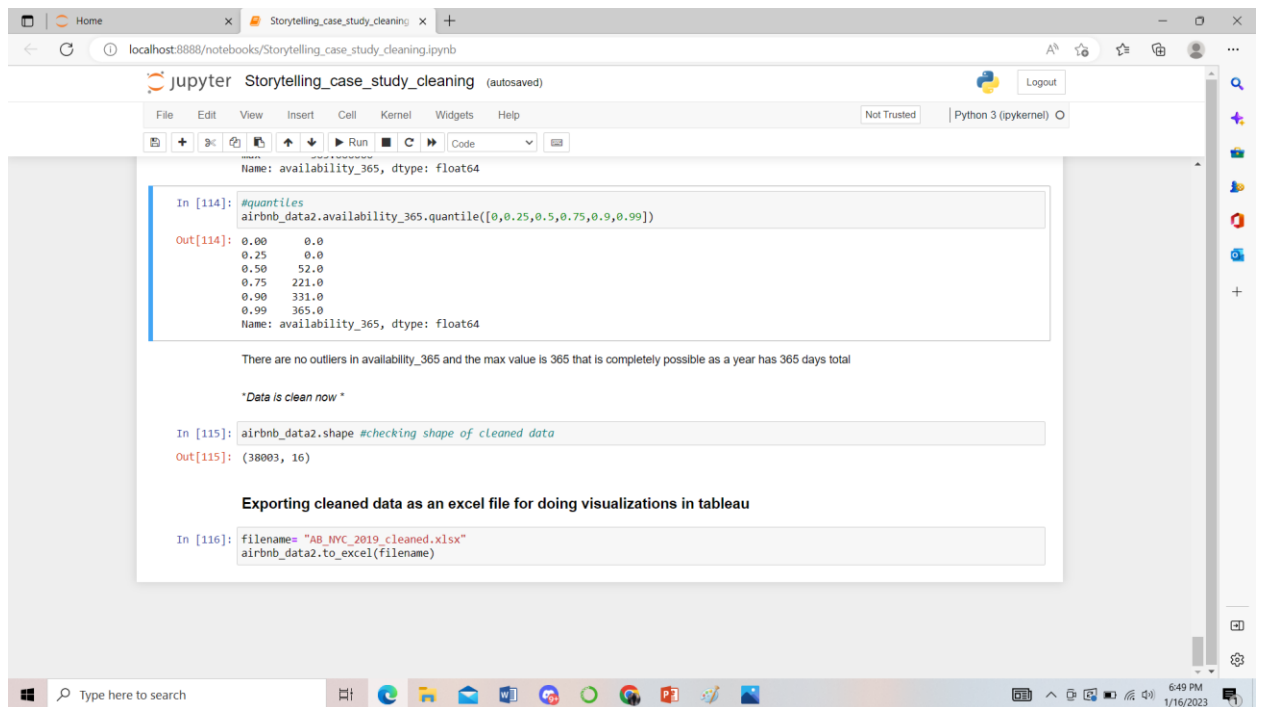 Home
Storytelling_case_study_cleaning
localhost:8888/notebooks/Storytelling_case_study_cleaning.ipynb
jupyter Storytelling_case_study_cleaning (autosaved)
Logout
File Edit View Insert Cell Kernel Widgets Help
Not Trusted
Python 3 (ipykernel)
Run
Code
Name: availability_365, dtype: float64
In [114]: #quantiles
airbnb_data2.availability_365.quantile([0,0.25,0.5,0.75,0.9,0.99])
Out[114]: 0.00 0.0
0.25 0.0
0.50 52.0
0.75 221.0
0.90 331.0
0.99 365.0
Name: availability_365, dtype: float64
There are no outliers in availability_365 and the max value is 365 that is completely possible as a year has 365 days total
*Data is clean now *
In [115]: airbnb_data2.shape #checking shape of cleaned data
Out[115]: (38003, 16)
Exporting cleaned data as an excel file for doing visualizations in tableau
In [116]: filename= "AB_NYC_2019_cleaned.xlsx"
airbnb_data2.to_excel(filename)
Type here to search
6:49 PM
1/16/2023